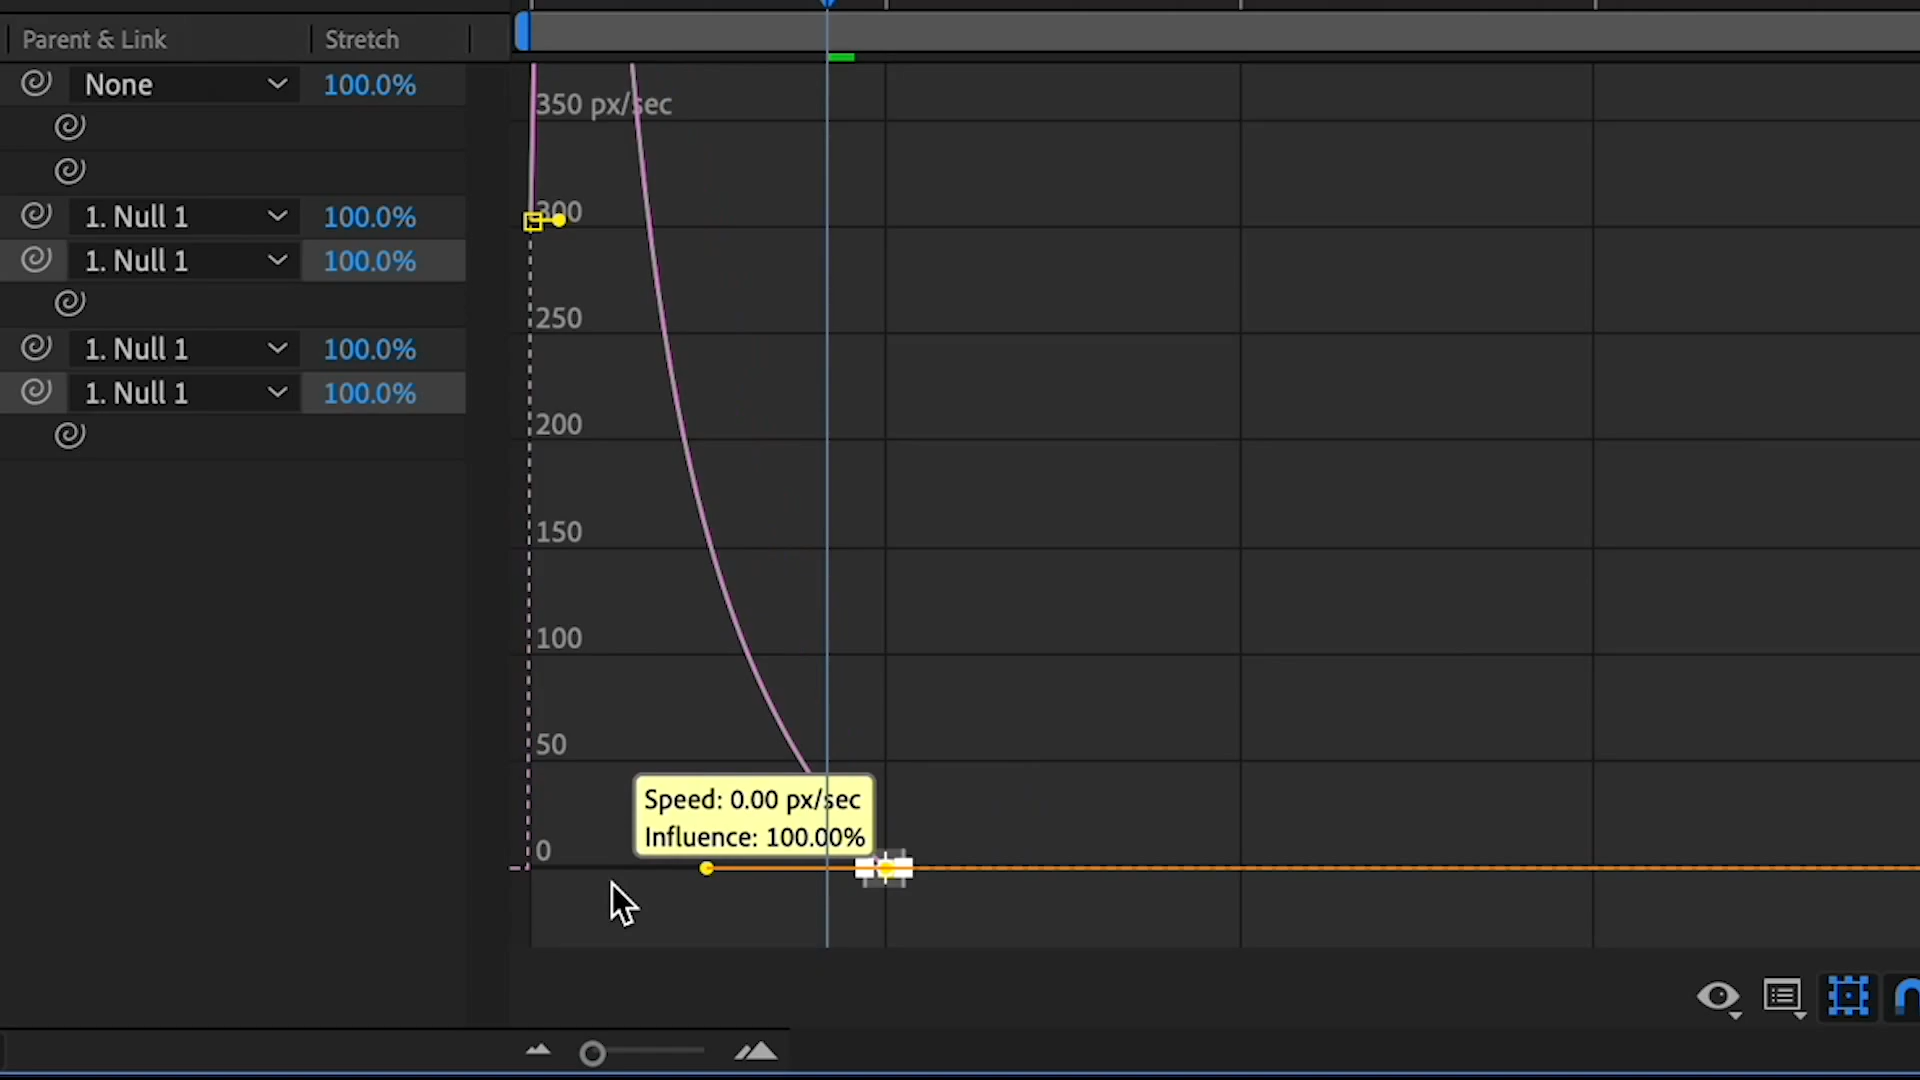 Parent & Link
Stretch
None
100.0%
1. Null 1
100.0%
1. Null 1
100.0%
1. Null 1
100.0%
1. Null 1
100.0%
350 px/sec
300
250
200
150
100
50
0
Speed: 0.00 px/sec
Influence: 100.00%